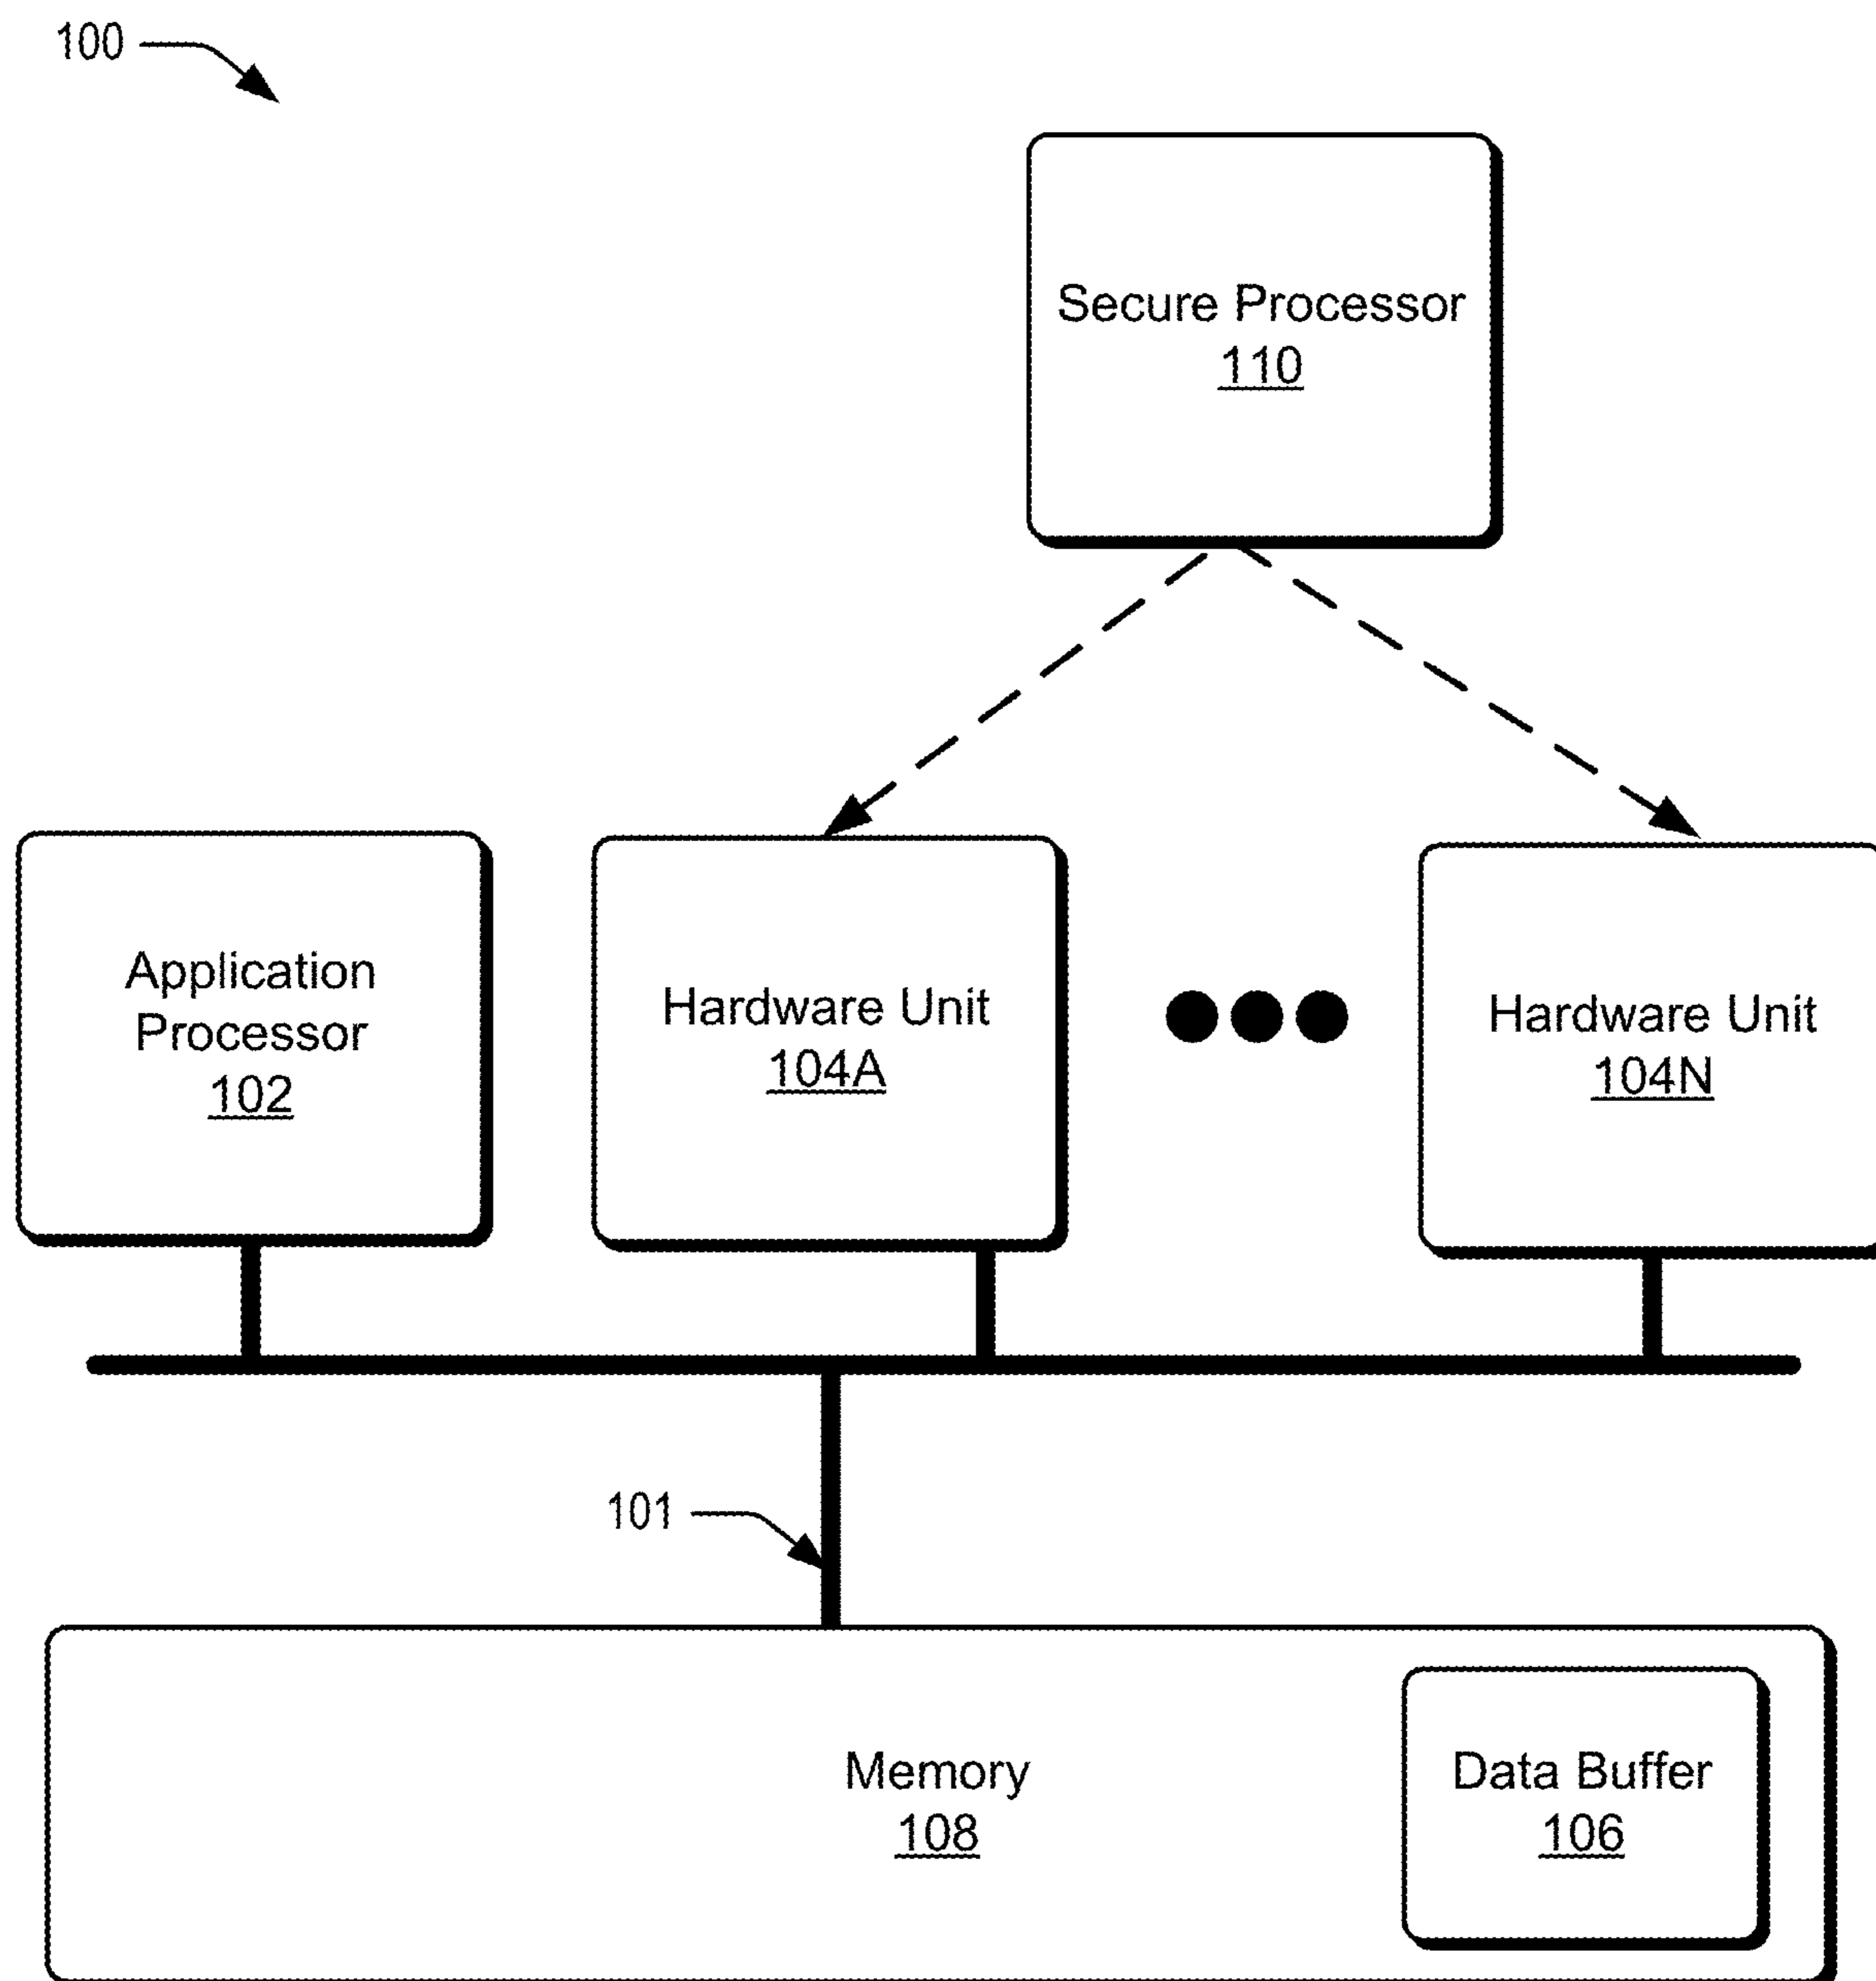 100
Secure Processor
110
Application
Processor
102
Hardware Unit
104A
Hardware Unit
104N
101
Memory
108
Data Buffer
106